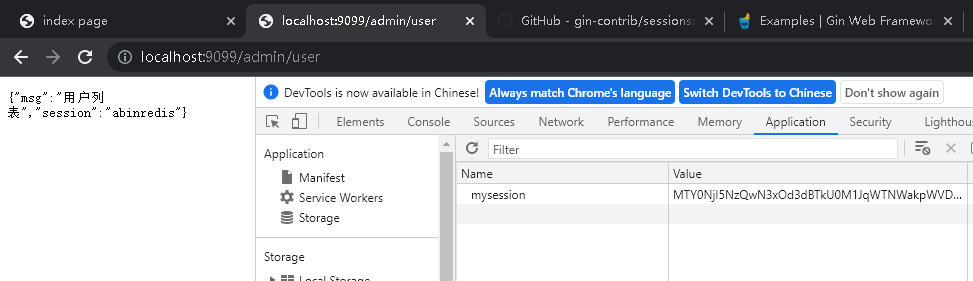 index page
localhost:9099/admin/user
GitHub - gin-contrib/sessions:
Examples | Gin Web Framework
localhost:9099/admin/user
{"msg":"用户列
表","session":"abinredis"}
DevTools is now available in Chinese!
Always match Chrome's language
Switch DevTools to Chinese
Don't show again
Elements
Console
Sources
Network
Performance
Memory
Application
Security
Lighthou
Application
Manifest
Service Workers
Storage
Storage
Local Storage
Filter
Name
Value
mysession